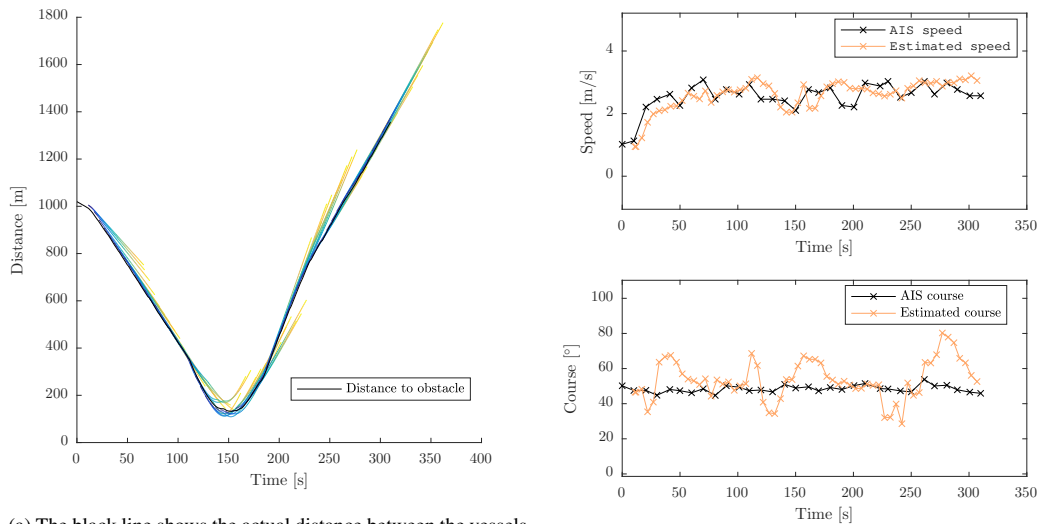 1800
1600
1400
1200
1000
800
600
400
200
0
Distance [m]
Distance to obstacle
0 50 100 150 200 250 300 350 400
Time [s]
4
2
0
Speed [m/s]
AIS speed
Estimated speed
0 50 100 150 200 250 300 350
Time [s]
100
80
60
40
20
0
Course [°]
AIS course
Estimated course
0 50 100 150 200 250 300 350
Time [s]
(a) The black line shows the actual distance between the vessels